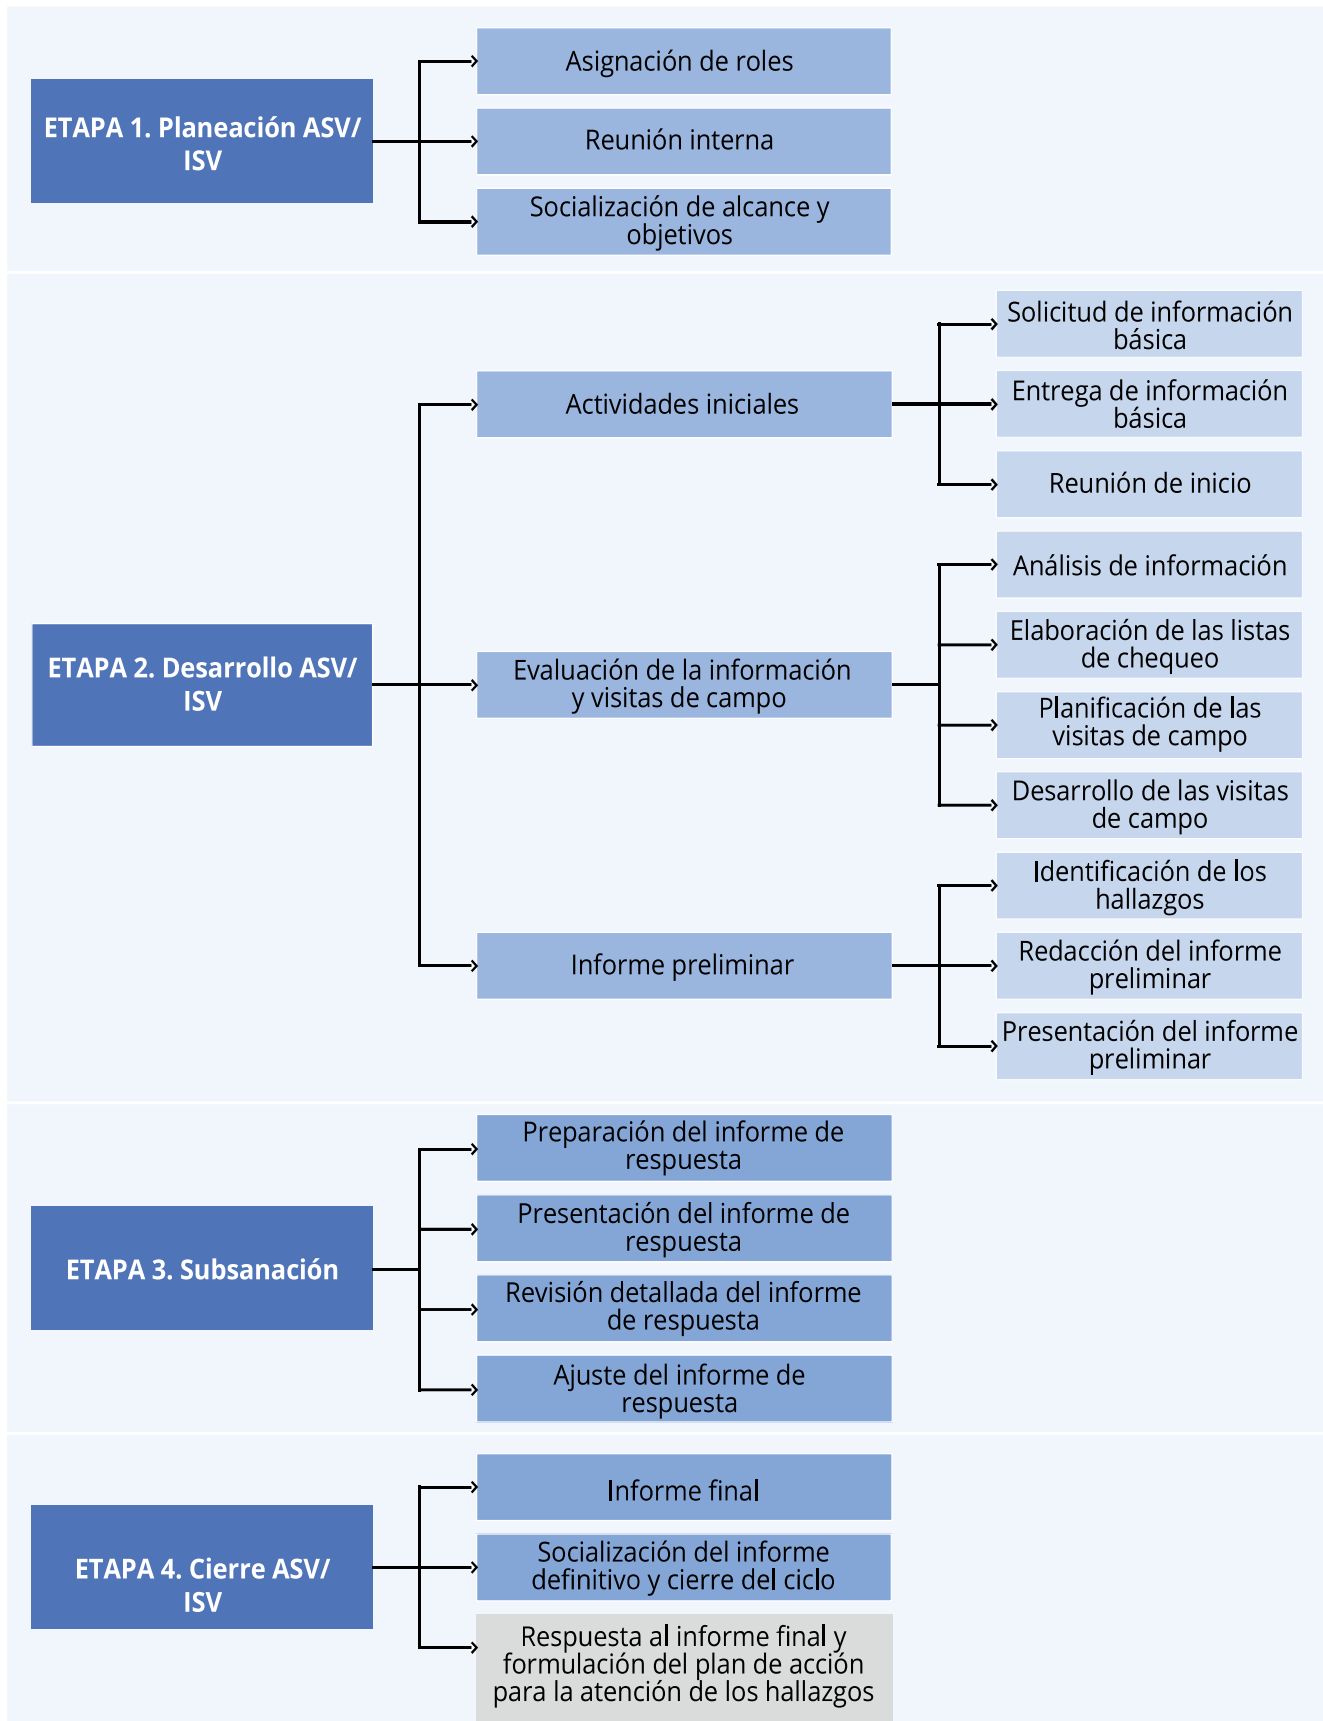 ETAPA 1. Planeación ASV/
ISV
Asignación de roles
Reunión interna
Socialización de alcance y
objetivos
ETAPA 2. Desarrollo ASV/
ISV
Actividades iniciales
Solicitud de información
básica
Entrega de información
básica
Reunión de inicio
Evaluación de la información
y visitas de campo
Análisis de información
Elaboración de las listas
de chequeo
Planificación de las
visitas de campo
Desarrollo de las visitas
de campo
Informe preliminar
Identificación de los
hallazgos
Redacción del informe
preliminar
Presentación del informe
preliminar
ETAPA 3. Subsanación
Preparación del informe de
respuesta
Presentación del informe de
respuesta
Revisión detallada del informe
de respuesta
Ajuste del informe de
respuesta
ETAPA 4. Cierre ASV/
ISV
Informe final
Socialización del informe
definitivo y cierre del ciclo
Respuesta al informe final y
formulación del plan de acción
para la atención de los hallazgos